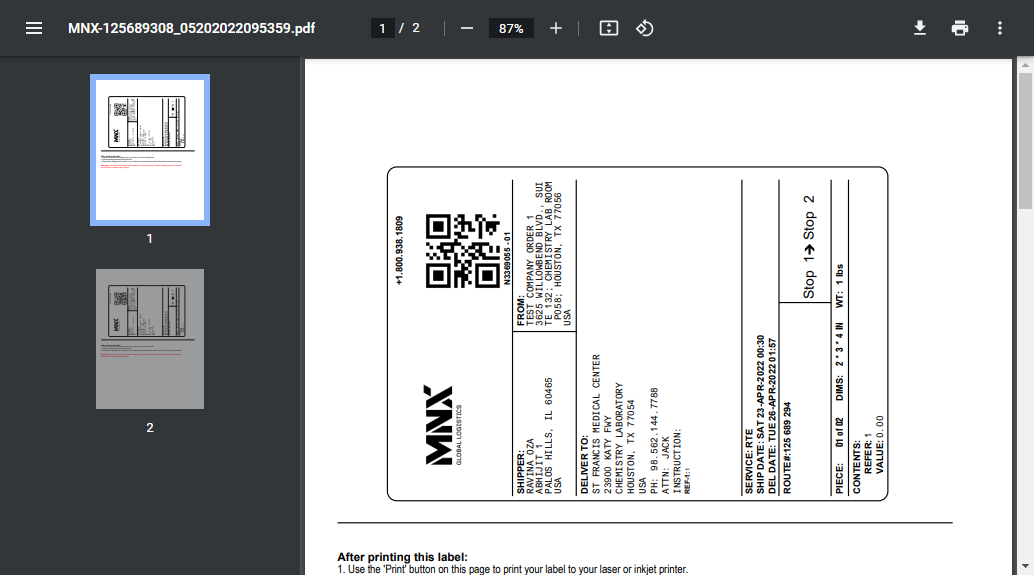 MNX-125689308_05202022095359.pdf
1 / 2
87%
1
2
+1.800.938.1809
N3369055 -01
MNX
GLOBAL LOGISTICS
FROM:
TEST COMPANY ORDER 1
3625 WILLOWBEND BLVD., SUI
TE 132; CHEMISTRY LAB ROOM
P058; HOUSTON, TX 77056
USA
SHIPPER:
RAVINA OZA
ABHIJIT 1
PALOS HILLS, IL 60465
USA
DELIVER TO:
ST FRANCIS MEDICAL CENTER
23900 KATY FWY
CHEMISTRY LABORATORY
HOUSTON, TX 77054
USA
PH: 98.562.144.7788
ATTN: JACK
INSTRUCTION:
REF-1:1
SERVICE: RTE
SHIP DATE: SAT 23-APR-2022 00:30
DEL DATE: TUE 26-APR-2022 01:57
ROUTE#:125 689 294
Stop 1➔ Stop 2
PIECE: 01 of 02 DIMS: 2 * 3 * 4 IN WT: 1 lbs
CONTENTS:
REFER: 1
VALUE:0.00
After printing this label:
1. Use the 'Print' button on this page to print your label to your laser or inkjet printer.